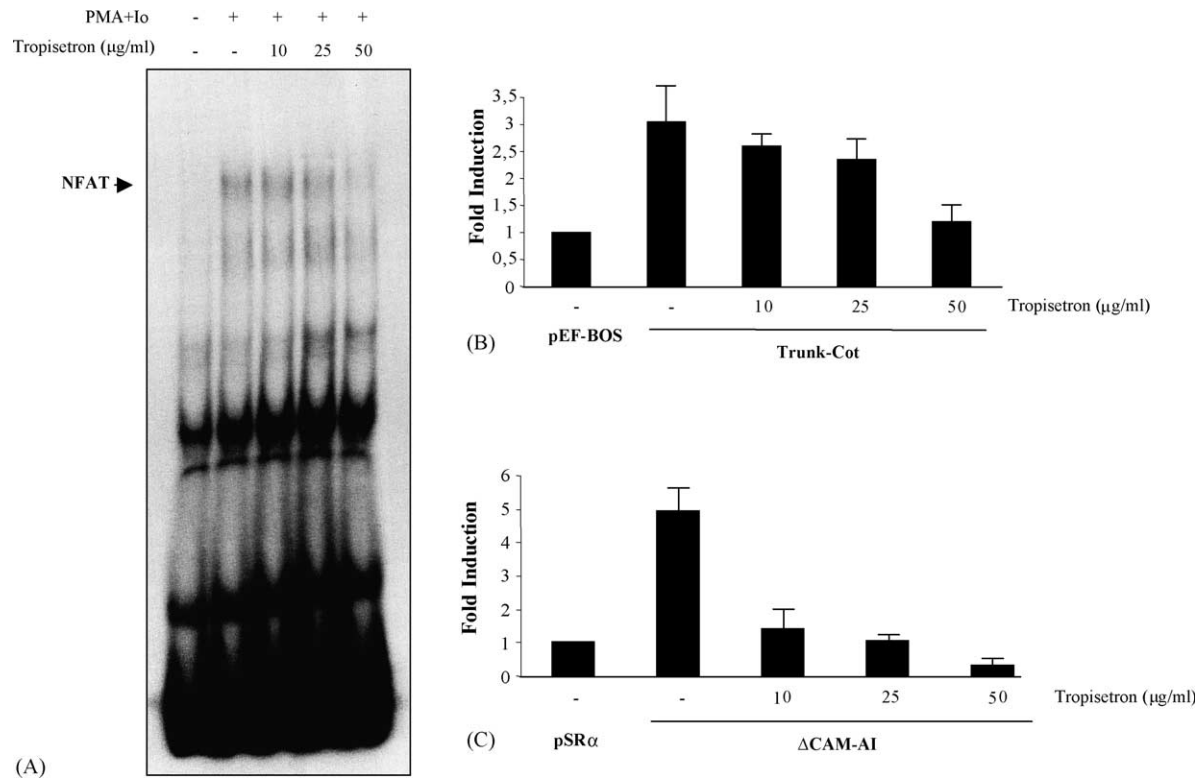 PMA+Io - + + + +
Tropisetron (μg/ml) - - 10 25 50
NFAT
(A)
Fold Induction
3,5
3
2,5
2
1,5
1
0,5
0
- - 10 25 50 Tropisetron (μg/ml)
pEF-BOS
Trunk-Cot
(B)
Fold Induction
6
5
4
3
2
1
0
- - 10 25 50 Tropisetron (μg/ml)
pSRα ΔCAM-AI
(C)